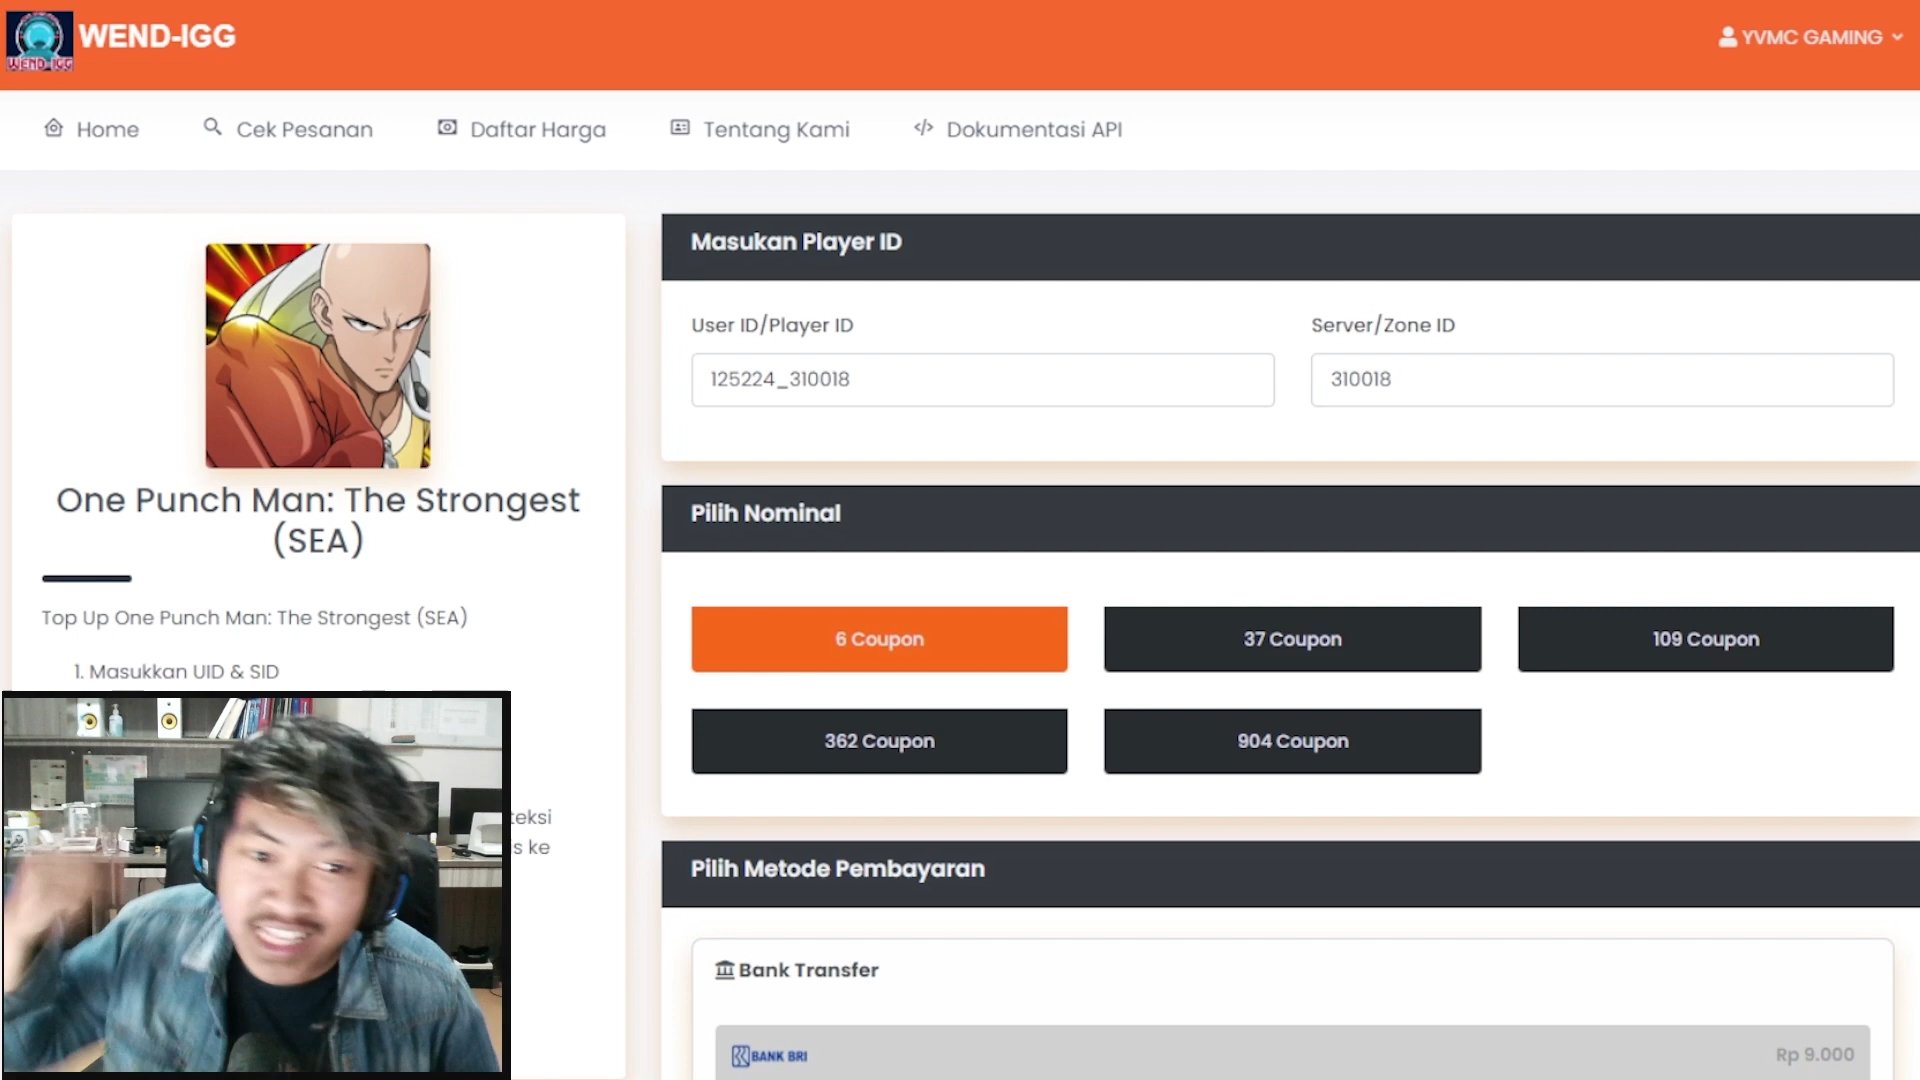 WEND-IGG
WEND-IGG
YVMC GAMING
Home
Cek Pesanan
Daftar Harga
Tentang Kami
Dokumentasi API
One Punch Man: The Strongest
(SEA)
Top Up One Punch Man: The Strongest (SEA)
1. Masukkan UID & SID
teksi
s ke
Masukan Player ID
User ID/Player ID
Server/Zone ID
125224_310018
310018
Pilih Nominal
6 Coupon
37 Coupon
109 Coupon
362 Coupon
904 Coupon
Pilih Metode Pembayaran
Bank Transfer
BANK BRI
Rp 9.000